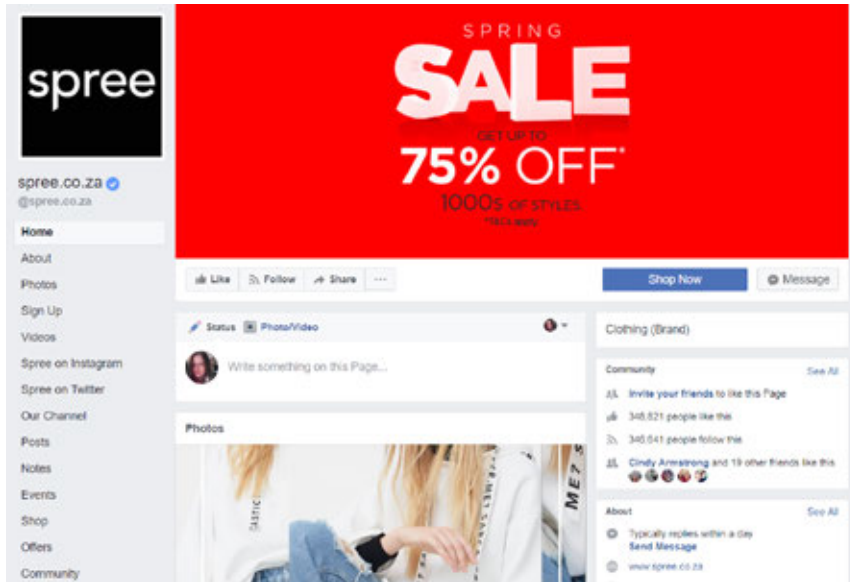 spree
spree.co.za
@spree.co.za
Home
About
Photos
Sign Up
Videos
Spree on Instagram
Spree on Twitter
Our Channel
Posts
Notes
Events
Shop
Offers
Community
SPRING
SALE
GET UP TO
75% OFF*
1000s OF STYLES
*T&Cs apply
Like Follow Share ...
Shop Now Message
Status Photo/Video
Write something on this Page...
Photos
ME? S
Clothing (Brand)
Community See All
Invite your friends to like this Page
people like this
people follow this
Cindy Armstrong and 19 other friends like this
About See All
Typically replies within a day
Send Message
www.spree.co.za